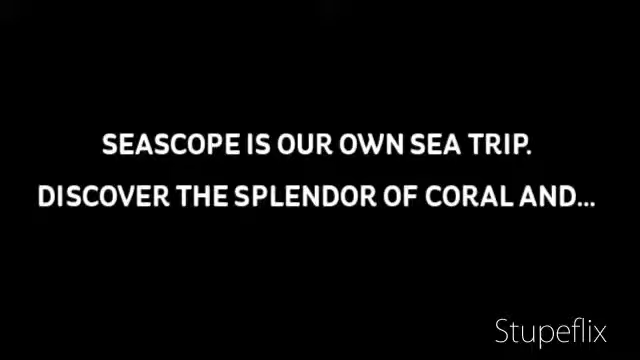 SEASCOPE IS OUR OWN SEA TRIP.
DISCOVER THE SPLENDOR OF CORAL AND...
Stupeflix